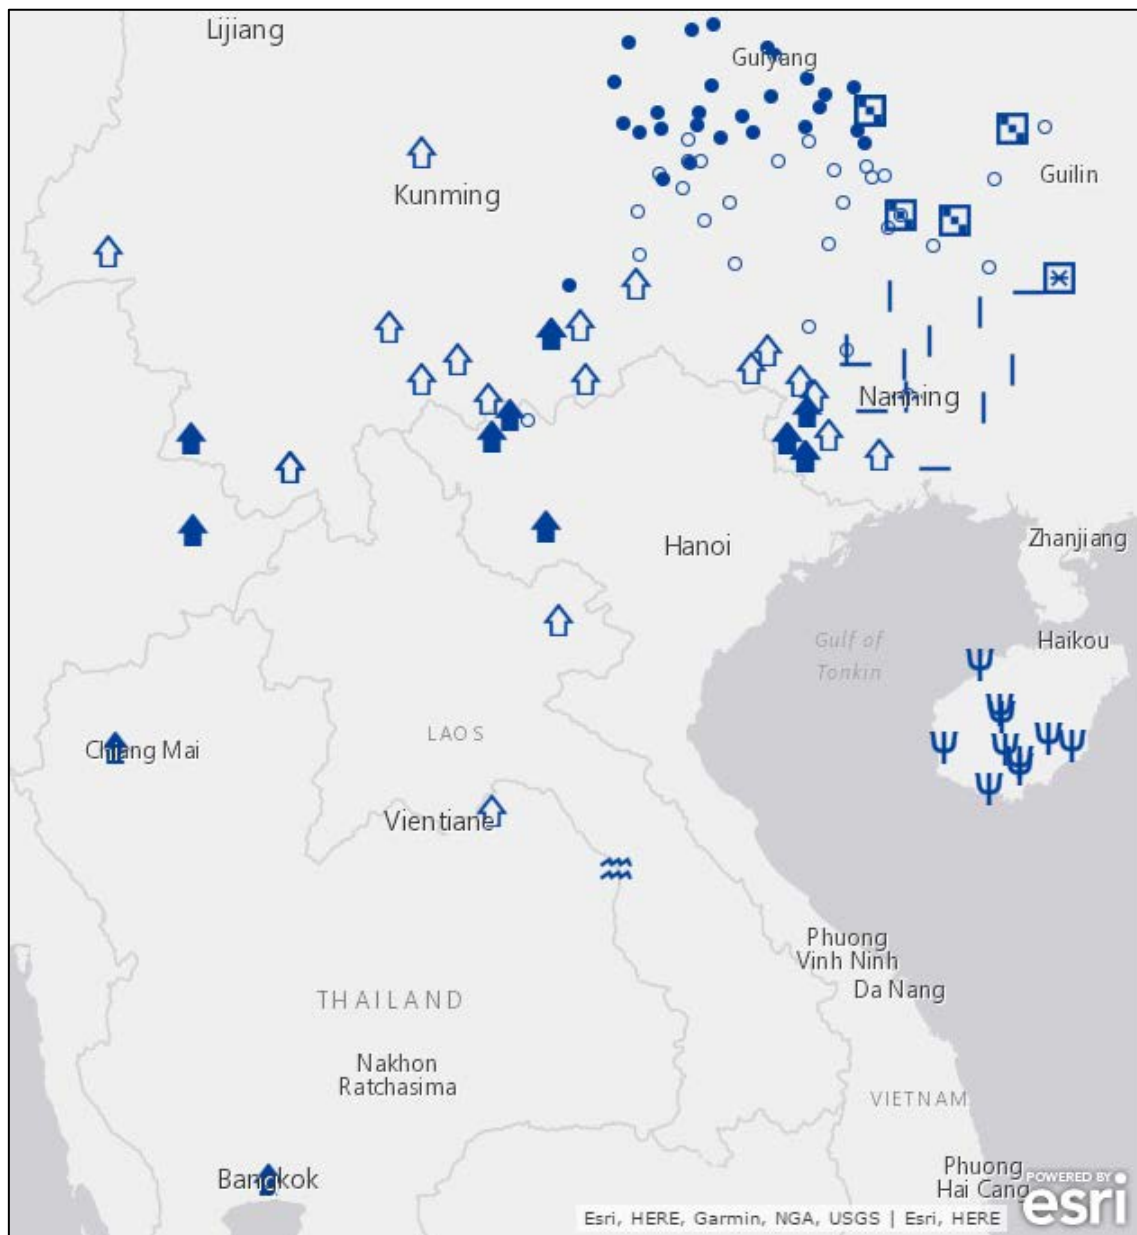 Lijiang
Guiyang
Kunming
Guilin
Nanning
Hanoi
Zhanjiang
Gulf of
Tonkin
Haikou
LAOS
Chiang Mai
Vientiane
Phuong
Vinh Ninh
Da Nang
THAILAND
Nakhon
Ratchasima
VIETNAM
Phuong
Hai Cang
Bangkok
POWERED BY
esri
Esri, HERE, Garmin, NGA, USGS | Esri, HERE